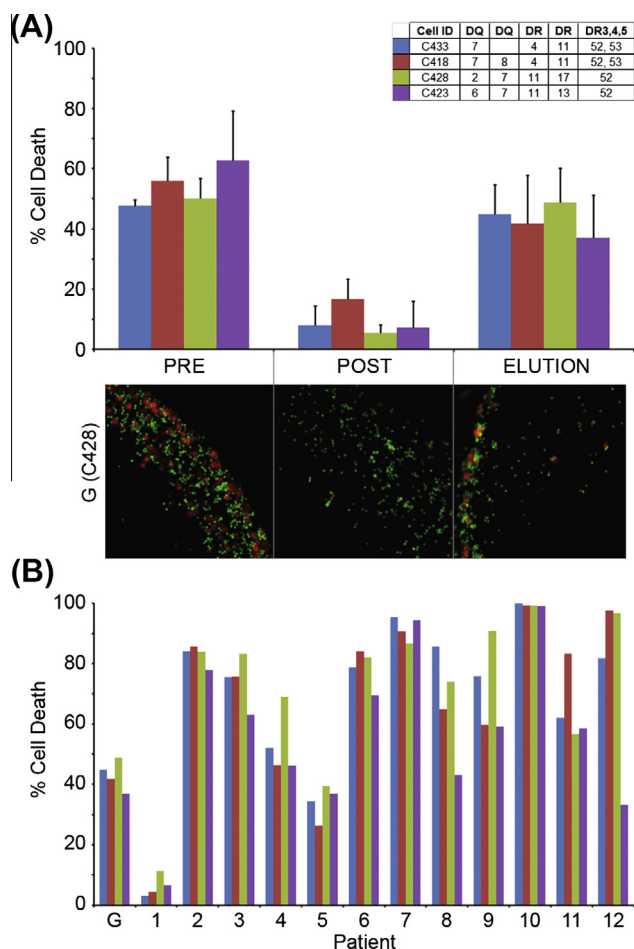 (A)
Cell ID DQ DQ DR DR DR3,4,5
C433 7 4 11 52, 53
C418 7 8 4 11 52, 53
C428 2 7 11 17 52
C423 6 7 11 13 52
100
80
60
40
20
0
% Cell Death
PRE POST ELUTION
G (C428)
(B)
100
80
60
40
20
0
% Cell Death
G 1 2 3 4 5 6 7 8 9 10 11 12
Patient